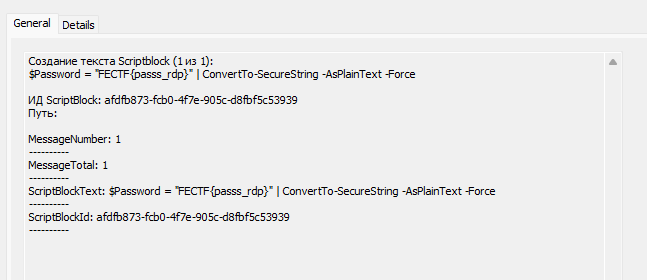 General
Details
Создание текста Scriptblock (1 из 1):
$Password = "FECTF{passs_rdp}" | ConvertTo-SecureString -AsPlainText -Force
ИД ScriptBlock: afdfb873-fcb0-4f7e-905c-d8fbf5c53939
Путь:
MessageNumber: 1
----------
MessageTotal: 1
----------
ScriptBlockText: $Password = "FECTF{passs_rdp}" | ConvertTo-SecureString -AsPlainText -Force
----------
ScriptBlockId: afdfb873-fcb0-4f7e-905c-d8fbf5c53939
----------